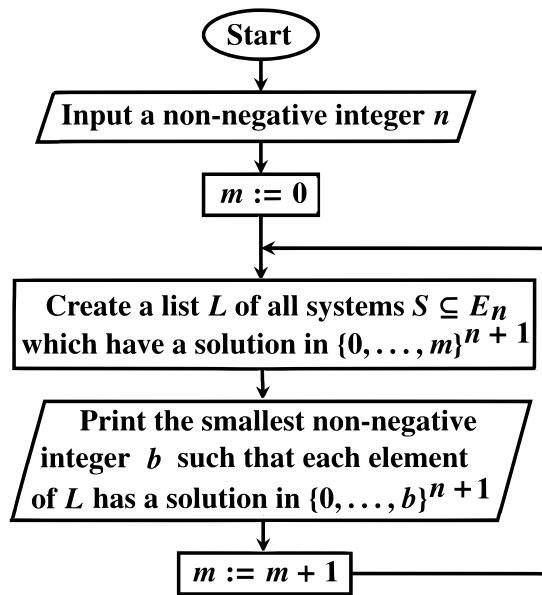 Start
Input a non-negative integer n
m := 0
Create a list L of all systems S ⊆ Eₙ
which have a solution in {0, . . . , m}ⁿ ⁺ ¹
Print the smallest non-negative
integer b such that each element
of L has a solution in {0, . . . , b}ⁿ ⁺ ¹
m := m + 1